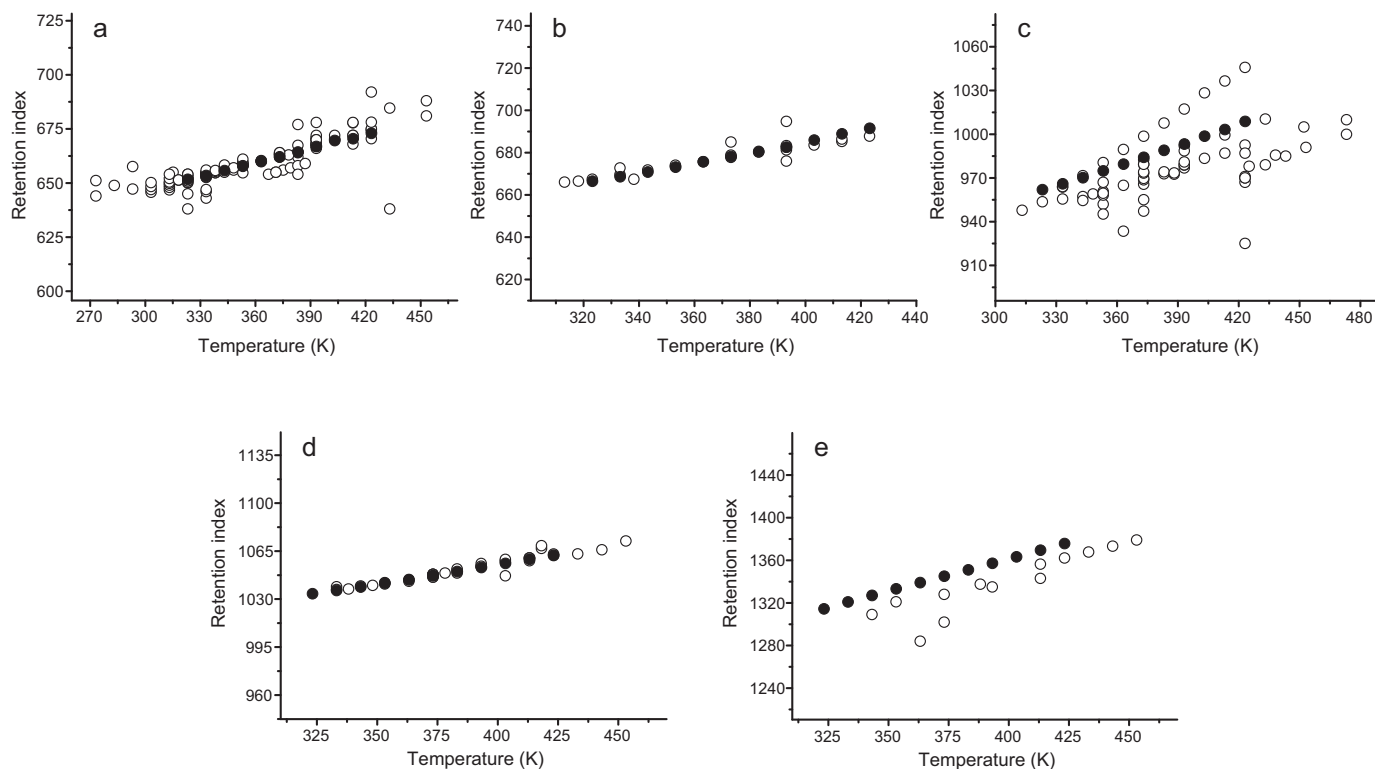 a
725
700
675
650
625
600
Retention index
270 300 330 360 390 420 450
Temperature (K)
b
740
720
700
680
660
640
620
Retention index
320 340 360 380 400 420 440
Temperature (K)
c
1060
1030
1000
970
940
910
Retention index
300 330 360 390 420 450 480
Temperature (K)
d
1135
1100
1065
1030
995
960
Retention index
325 350 375 400 425 450
Temperature (K)
e
1440
1400
1360
1320
1280
1240
Retention index
325 350 375 400 425 450
Temperature (K)